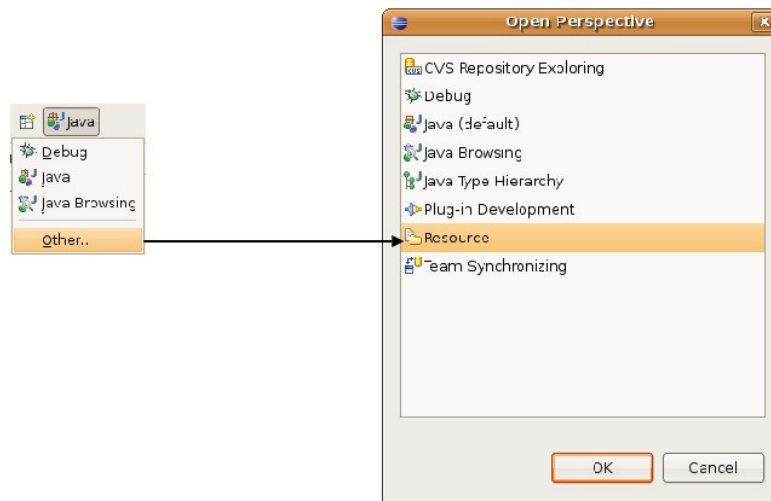 Java
Debug
Java
Java Browsing
Other..
Open Perspective
CVS Repository Exploring
Debug
Java (default)
Java Browsing
Java Type Hierarchy
Plug-in Development
Resource
Team Synchronizing
OK
Cancel